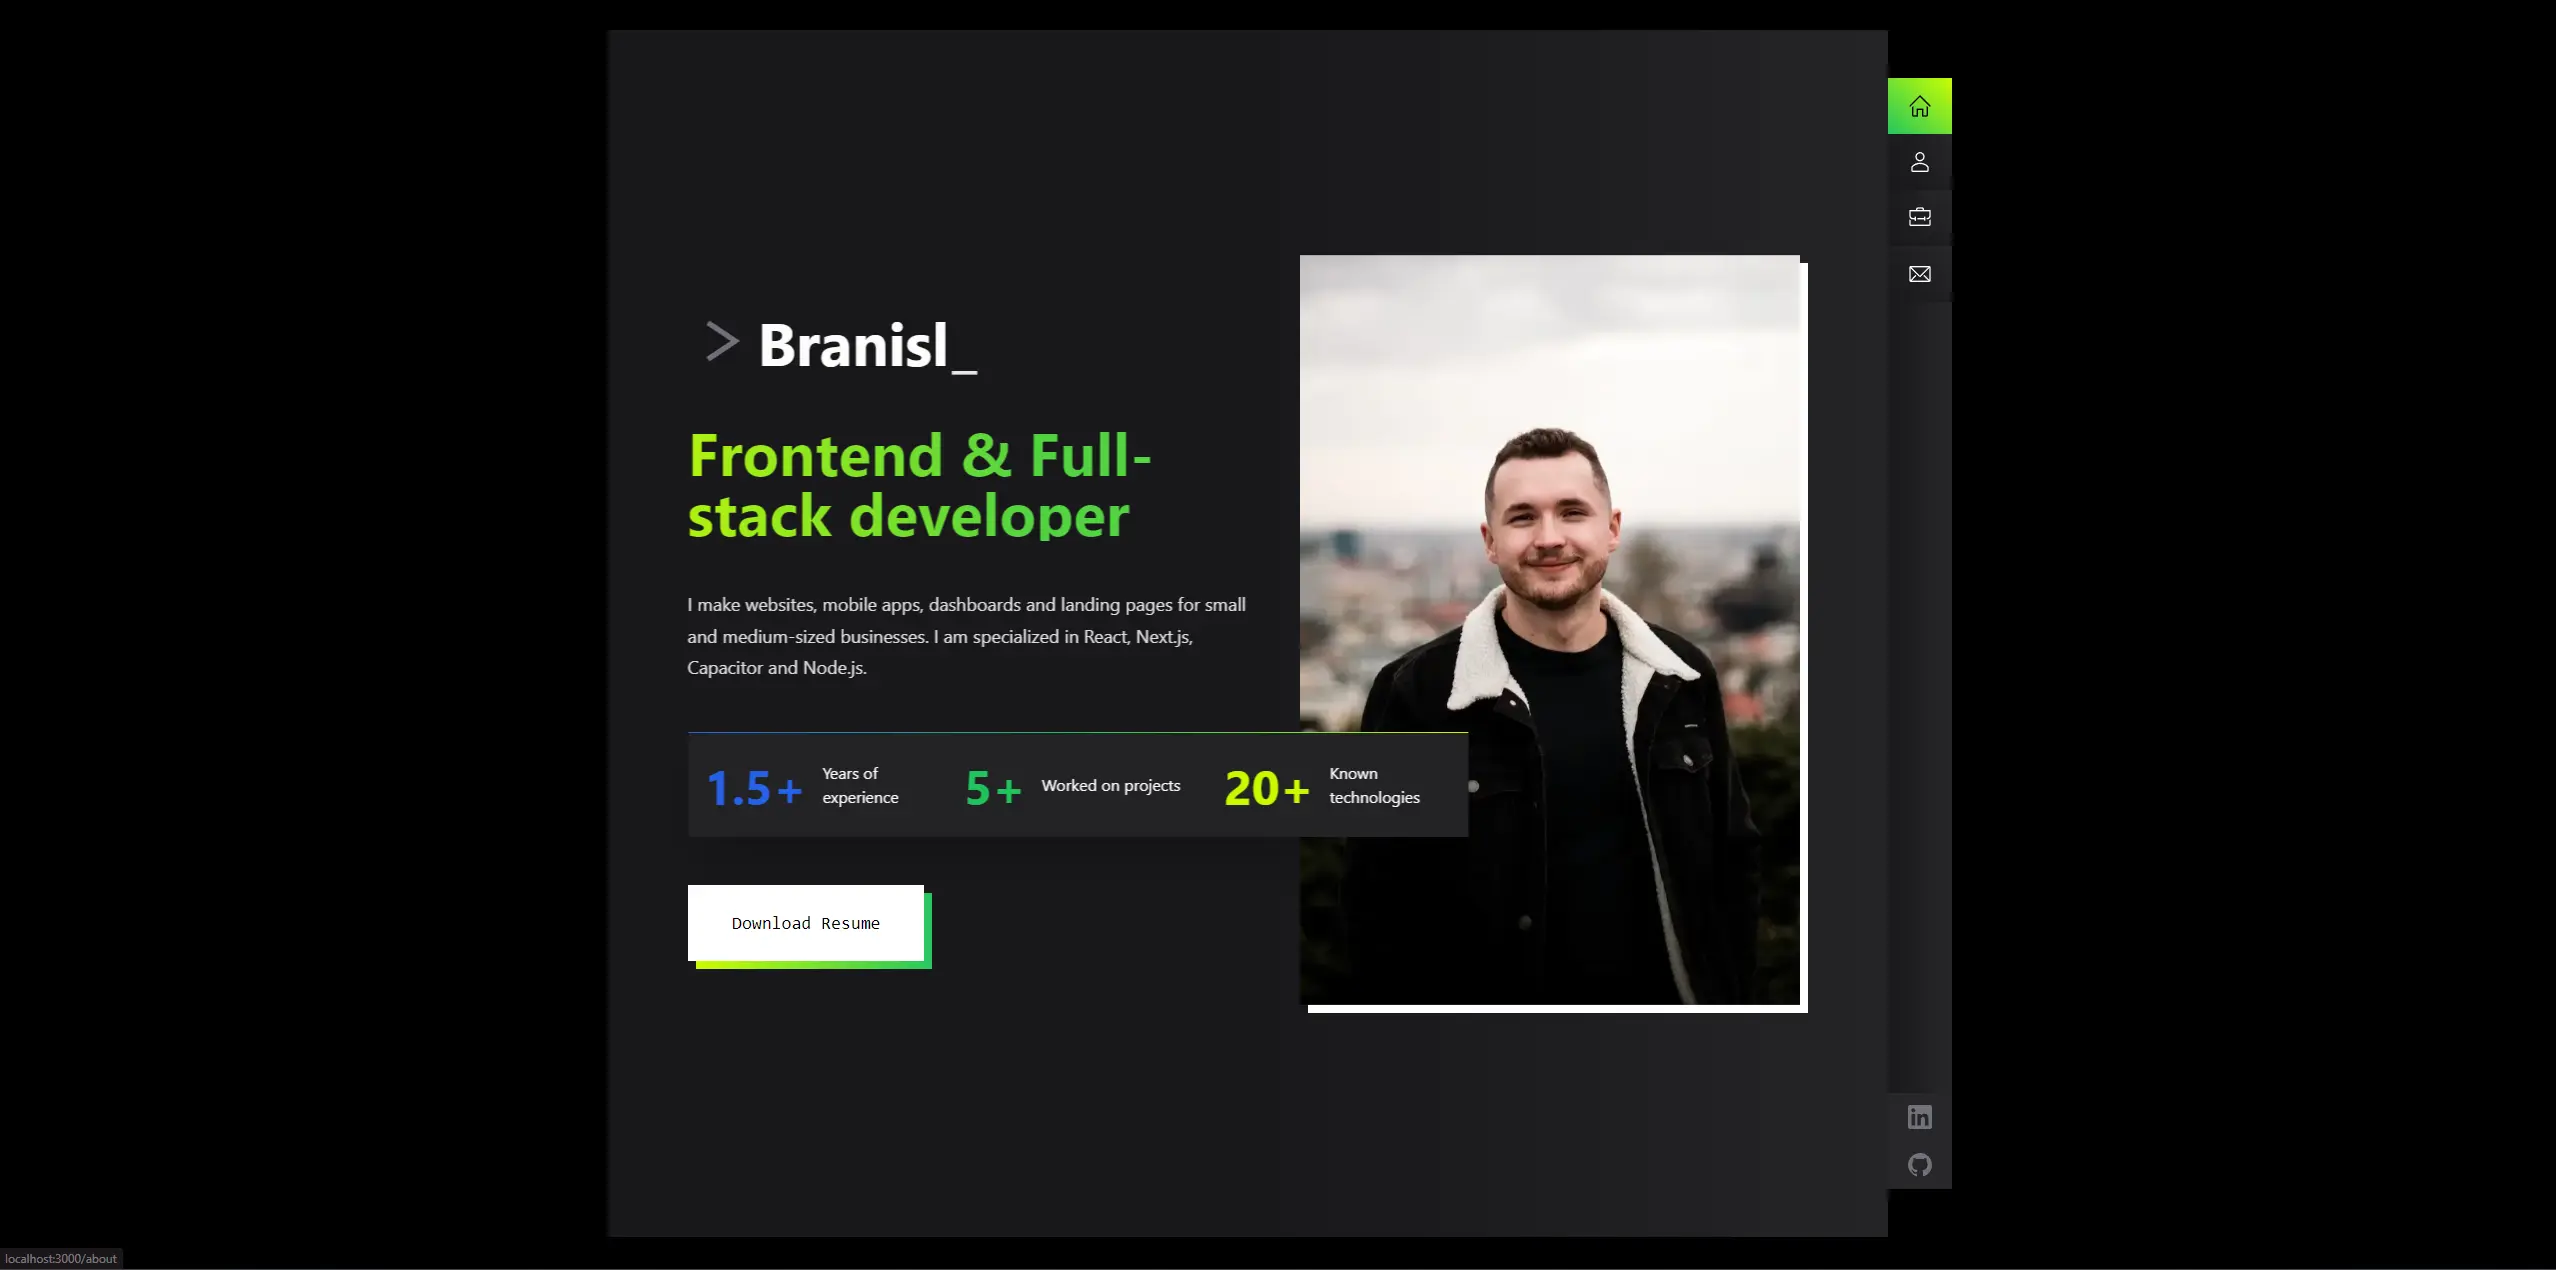 > Branisl_
Frontend & Full-
stack developer
I make websites, mobile apps, dashboards and landing pages for small
and medium-sized businesses. I am specialized in React, Next.js,
Capacitor and Node.js.
1.5+ Years of
experience
5+ Worked on projects
20+ Known
technologies
Download Resume
in
localhost:3000/about